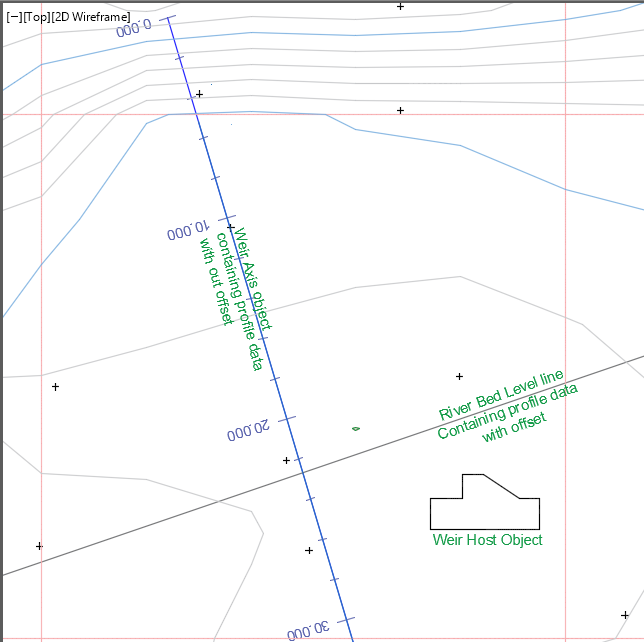 [−][Top][2D Wireframe]
0.000
10.000
Weir Axis object
containing profile data
with out offset
River Bed Level line
Containing profile data
with offset
20.000
Weir Host Object
30.000